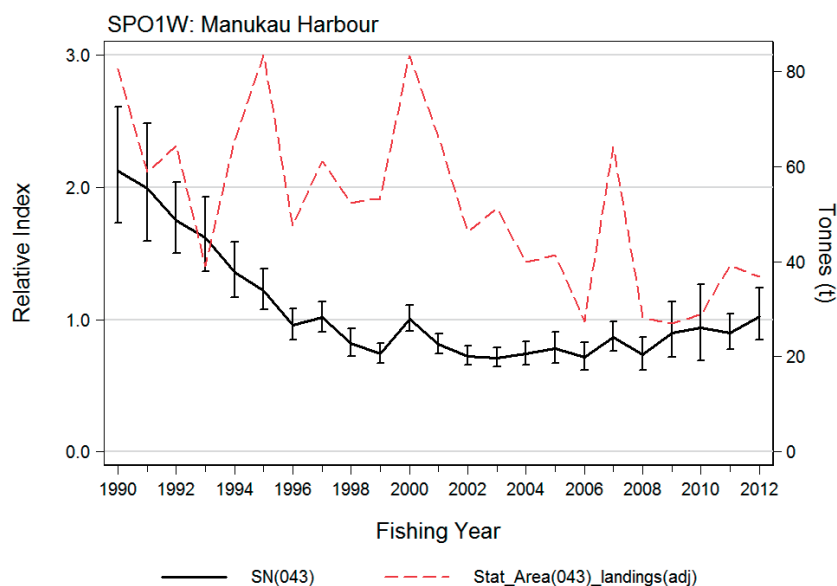 SPO1W: Manukau Harbour
3.0
2.0
1.0
0.0
Relative Index
80
60
40
20
0
Tonnes (t)
1990 1992 1994 1996 1998 2000 2002 2004 2006 2008 2010 2012
Fishing Year
SN(043) Stat_Area(043)_landings(adj)